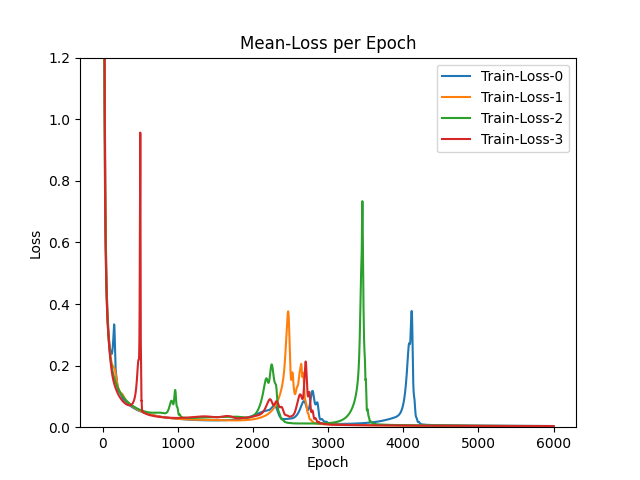 Mean-Loss per Epoch
Train-Loss-0
Train-Loss-1
Train-Loss-2
Train-Loss-3
Loss
1.2
1.0
0.8
0.6
0.4
0.2
0.0
0
1000
2000
3000
4000
5000
6000
Epoch